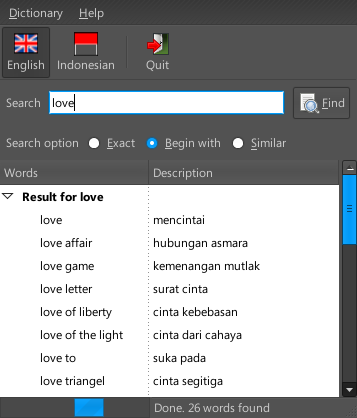 Dictionary Help
English Indonesian Quit
Search love Find
Search option Exact Begin with Similar
Words Description
Result for love
love mencintai
love affair hubungan asmara
love game kemenangan mutlak
love letter surat cinta
love of liberty cinta kebebasan
love of the light cinta dari cahaya
love to suka pada
love triangel cinta segitiga
Done. 26 words found